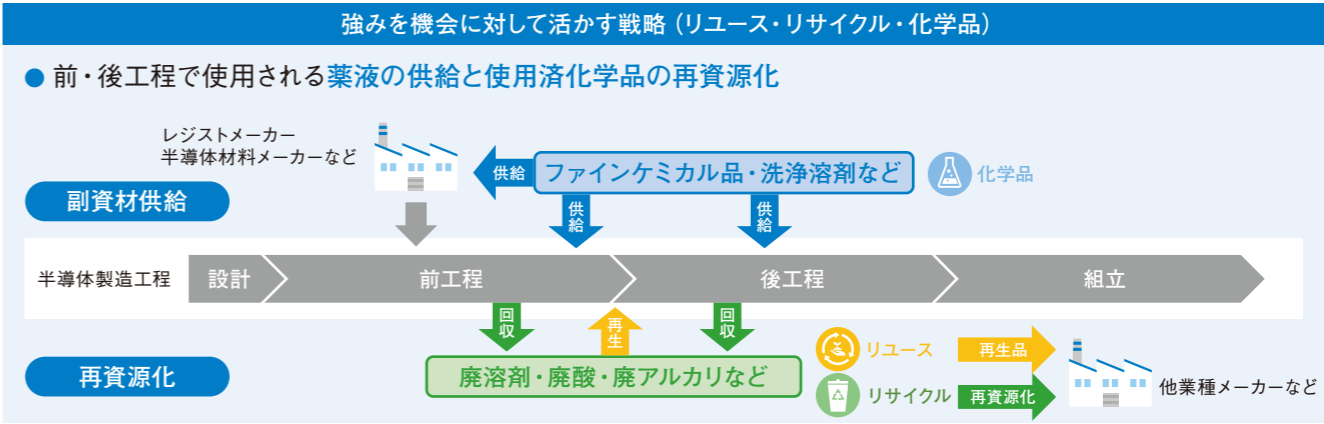 強みを機会に対して活かす戦略（リユース・リサイクル・化学品）
● 前・後工程で使用される薬液の供給と使用済化学品の再資源化
レジストメーカー
半導体材料メーカーなど
供給
ファインケミカル品・洗浄溶剤など
化学品
副資材供給
供給
供給
半導体製造工程
設計
前工程
後工程
組立
回収
再生
回収
リユース
再生品
再資源化
廃溶剤・廃酸・廃アルカリなど
リサイクル
再資源化
他業種メーカーなど